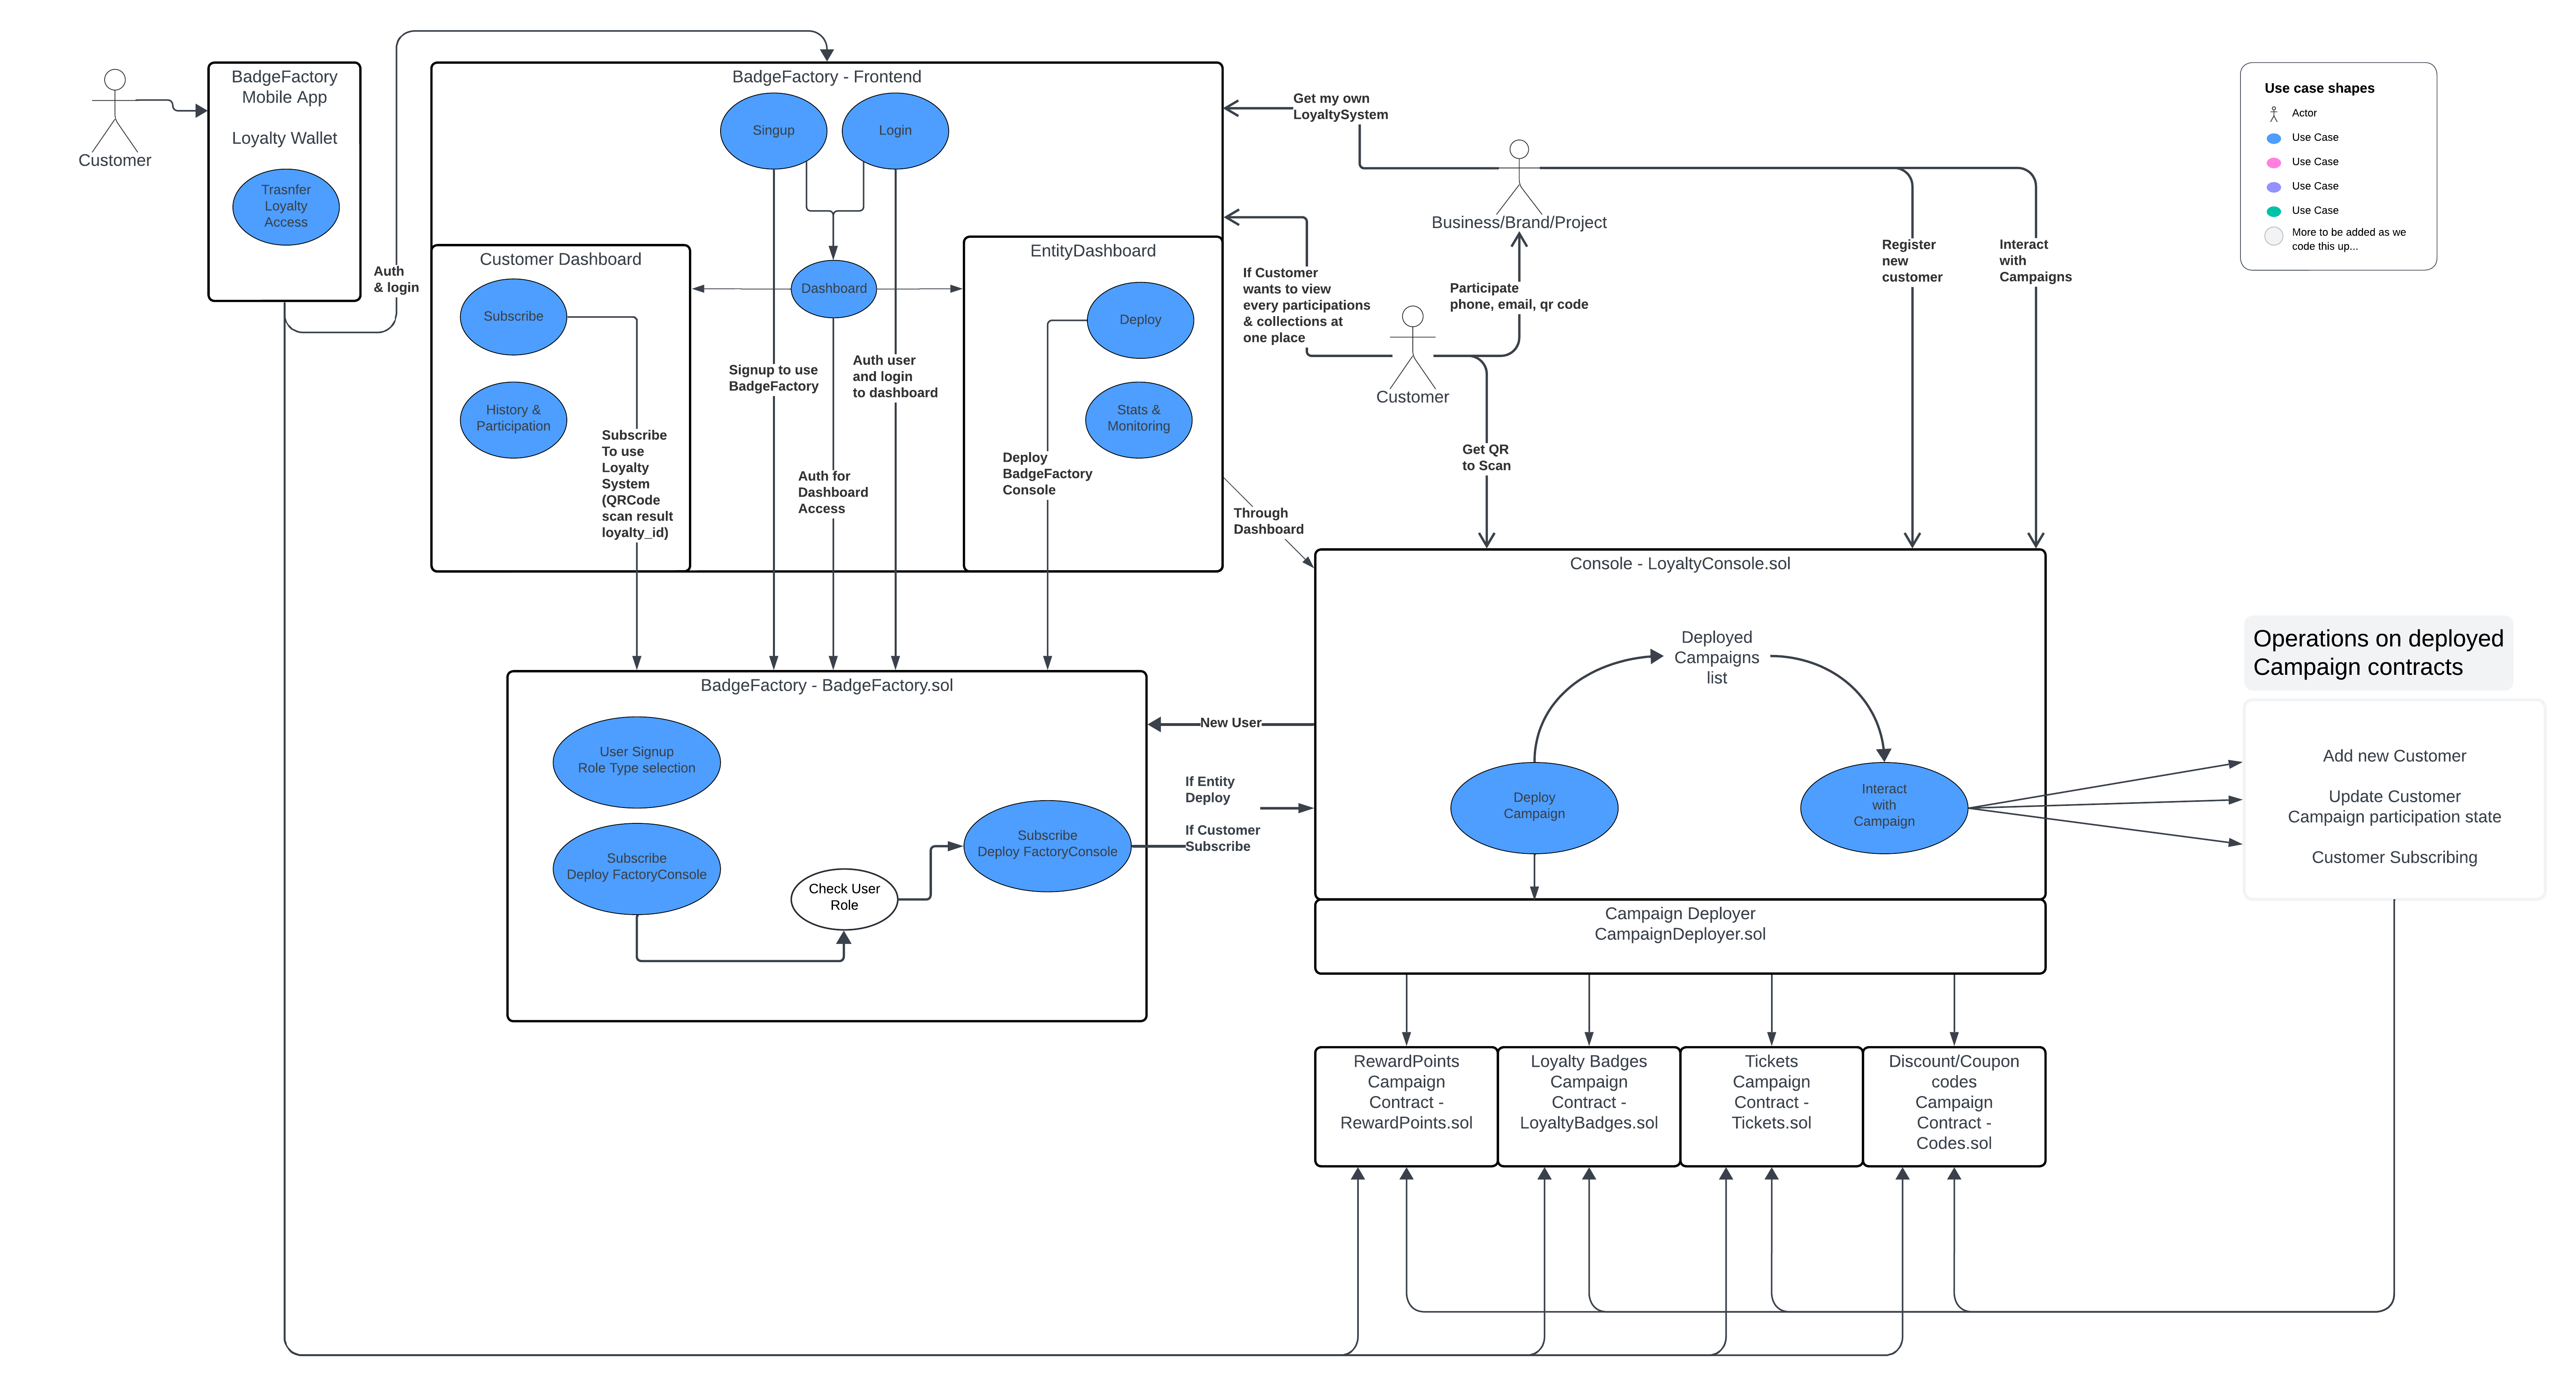 Customer
BadgeFactory
Mobile App
Loyalty Wallet
Trasnfer
Loyalty
Access
Auth
& login
BadgeFactory - Frontend
Singup
Login
Customer Dashboard
Subscribe
History &
Participation
Subscribe
To use
Loyalty
System
(QRCode
scan result
loyalty_id)
Dashboard
Signup to use
BadgeFactory
Auth user
and login
to dashboard
Auth for
Dashboard
Access
EntityDashboard
Deploy
Stats &
Monitoring
Deploy
BadgeFactory
Console
Get my own
LoyaltySystem
Business/Brand/Project
If Customer
wants to view
every participations
& collections at
one place
Participate
phone, email, qr code
Customer
Get QR
to Scan
Through
Dashboard
Register
new
customer
Interact
with
Campaigns
Use case shapes
Actor
Use Case
Use Case
Use Case
Use Case
More to be added as we
code this up...
Console - LoyaltyConsole.sol
Deployed
Campaigns
list
Deploy
Campaign
Interact
with
Campaign
Operations on deployed
Campaign contracts
Add new Customer
Update Customer
Campaign participation state
Customer Subscribing
BadgeFactory - BadgeFactory.sol
User Signup
Role Type selection
Subscribe
Deploy FactoryConsole
Check User
Role
Subscribe
Deploy FactoryConsole
New User
If Entity
Deploy
If Customer
Subscribe
Campaign Deployer
CampaignDeployer.sol
RewardPoints
Campaign
Contract -
RewardPoints.sol
Loyalty Badges
Campaign
Contract -
LoyaltyBadges.sol
Tickets
Campaign
Contract -
Tickets.sol
Discount/Coupon
codes
Campaign
Contract -
Codes.sol